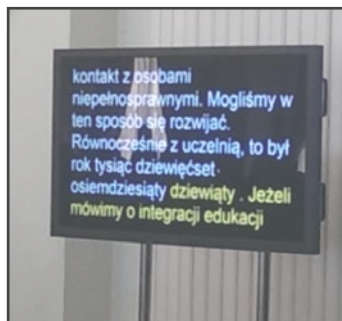 kontakt z osobami
niepełnosprawnymi. Mogliśmy w
ten sposób się rozwijać.
Równocześnie z uczelnią, to był
rok tysiąc dziewięćset
osiemdziesiąty dziewiąty . Jeżeli
mówimy o integracji edukacji